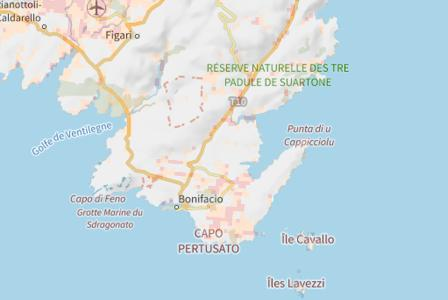 Caldarello
Figari
RÉSERVE NATURELLE DES TRE
PADULE DE SUARTONE
T10
Golfe de Ventilegne
Punta di u
Cappicciolu
Capo di Feno
Grotte Marine du
Sdragonato
Bonifacio
CAPO
PERTUSATO
Île Cavallo
Îles Lavezzi